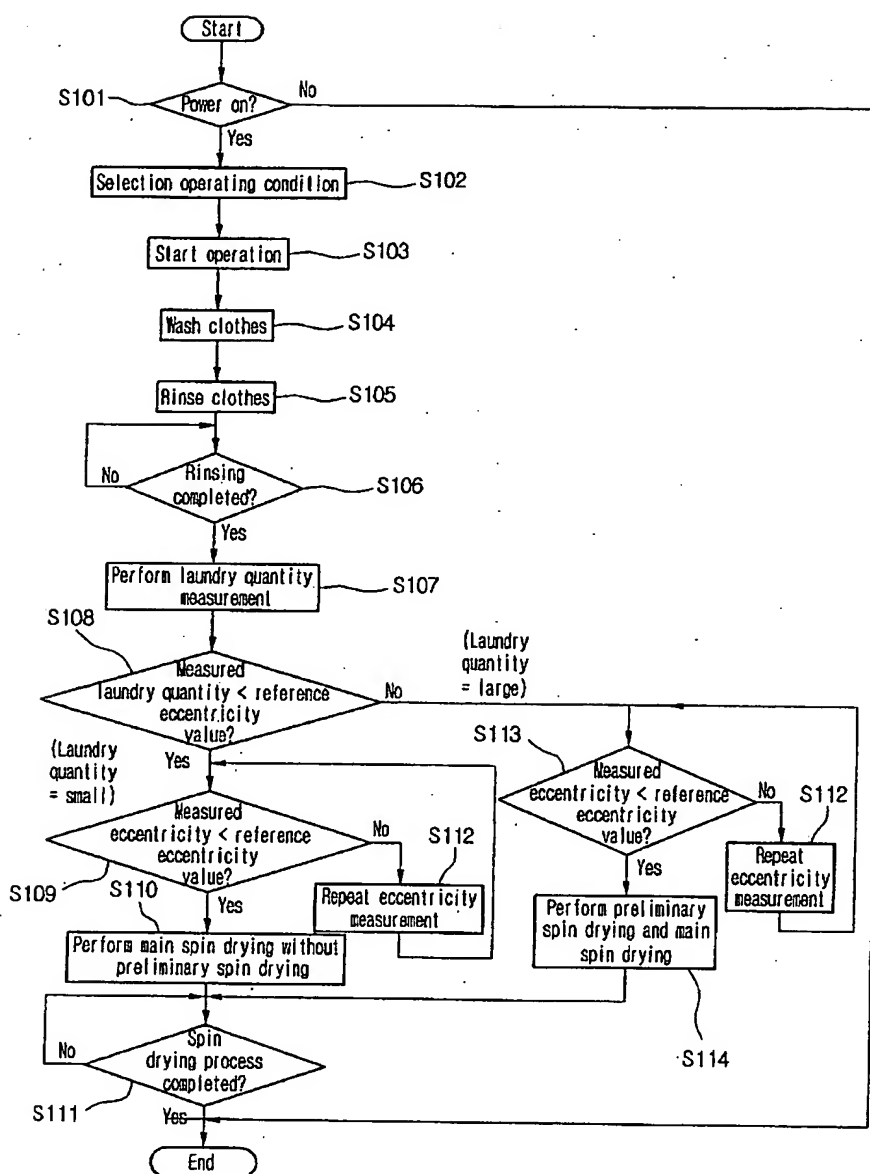 Start
S101
Power on?
No
Yes
Selection operating condition
S102
Start operation
S103
Wash clothes
S104
Rinse clothes
S105
No
Rinsing
completed?
S106
Yes
Perform laundry quantity
measurement
S107
S108
Measured
laundry quantity < reference
eccentricity
value?
No
(Laundry
quantity
= large)
Yes
(Laundry
quantity
= small)
S113
Measured
eccentricity < reference
eccentricity
value?
No
S112
Repeat
eccentricity
measurement
Yes
Measured
eccentricity < reference
eccentricity
value?
No
S109
S112
Repeat eccentricity
measurement
S110
Yes
Perform main spin drying without
preliminary spin drying
Perform preliminary
spin drying and main
spin drying
S114
No
Spin
drying process
completed?
S111
Yes
End